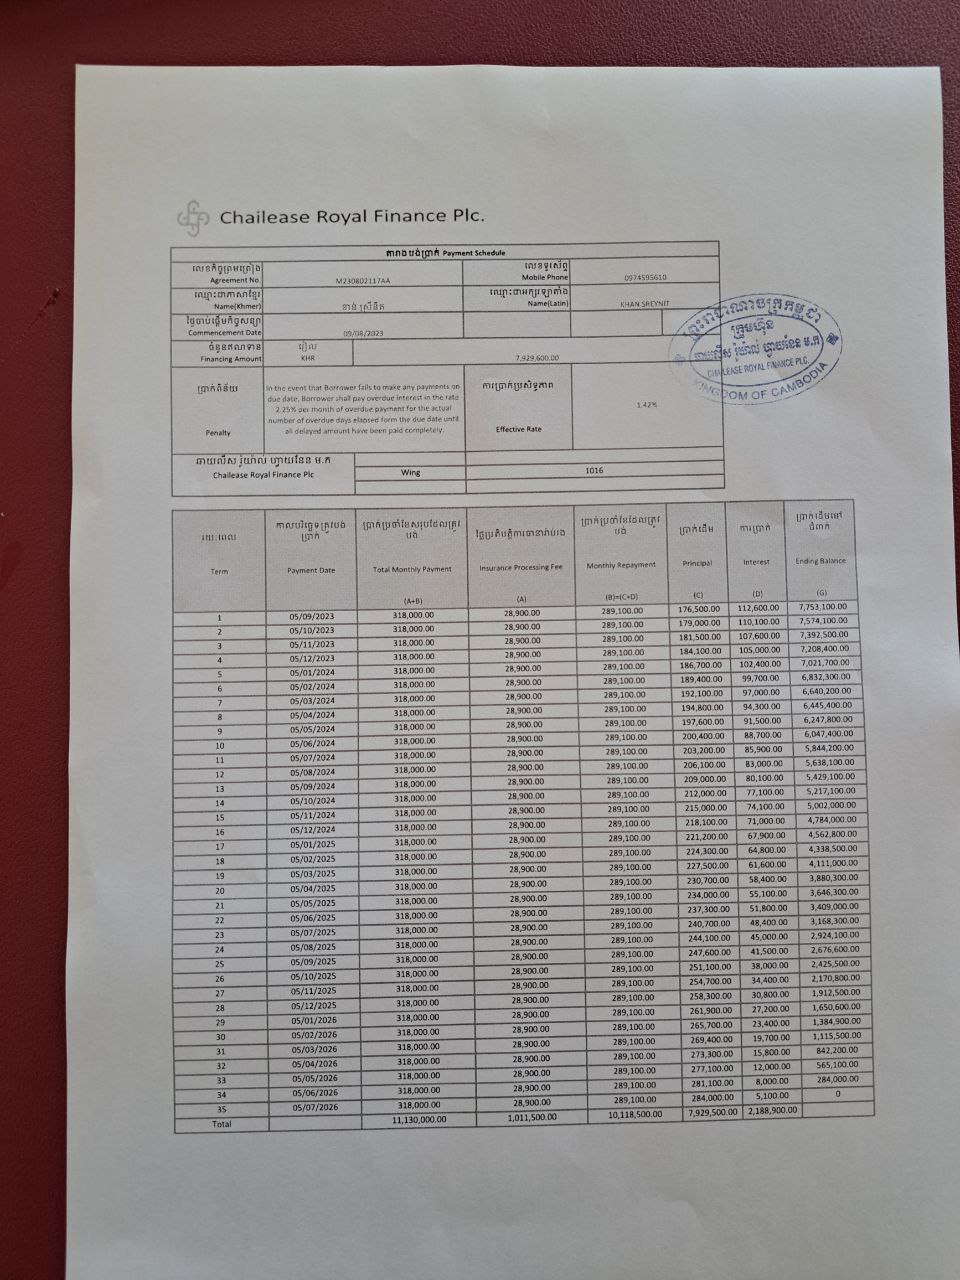 Chailease Royal Finance Plc.
តារាងបង់ប្រាក់ Payment Schedule
លេខកិច្ចព្រមព្រៀង
Agreement No. M230802117AA
លេខទូរស័ព្ទ
Mobile Phone 0974595610
ឈ្មោះជាភាសាខ្មែរ
Name(Khmer) ខាន់ ស្រីនីត
ឈ្មោះជាអក្សរឡាតាំង
Name(Latin) KHAN SREYNIT
ថ្ងៃចាប់ផ្តើមកិច្ចសន្យា
Commencement Date 09/08/2023
ចំនួនឥណទាន រៀល
Financing Amount KHR 7,929,600.00
ប្រាក់ពិន័យ
Penalty
In the event that Borrower fails to make any payments on
due date, Borrower shall pay overdue interest in the rate
2.25% per month of overdue payment for the actual
number of overdue days elapsed form the due date until
all delayed amount have been paid completely.
ការប្រាក់ប្រសិទ្ធភាព
Effective Rate
1.42%
ឆាយលីស រ៉ូយ៉ាល់ ហ្វាយនែន ម.ក
Chailease Royal Finance Plc Wing 1016
ព្រះរាជាណាចក្រកម្ពុជា
ក្រុមហ៊ុន
ឆាយលីស រ៉ូយ៉ាល់ ហ្វាយនែន ម.ក
CHAILEASE ROYAL FINANCE PLC.
KINGDOM OF CAMBODIA
រយៈពេល កាលបរិច្ឆេទត្រូវបង់ប្រាក់ ប្រាក់ប្រចាំខែសរុបដែលត្រូវបង់ ថ្លៃប្រតិបត្តិការធានារ៉ាប់រង ប្រាក់ប្រចាំខែដែលត្រូវបង់ ប្រាក់ដើម ការប្រាក់ ប្រាក់ដើមនៅជំពាក់
Term Payment Date Total Monthly Payment Insurance Processing Fee Monthly Repayment Principal Interest Ending Balance
(A+B) (A) (B)=(C+D) (C) (D) (G)
1 05/09/2023 318,000.00 28,900.00 289,100.00 176,500.00 112,600.00 7,753,100.00
2 05/10/2023 318,000.00 28,900.00 289,100.00 179,000.00 110,100.00 7,574,100.00
3 05/11/2023 318,000.00 28,900.00 289,100.00 181,500.00 107,600.00 7,392,500.00
4 05/12/2023 318,000.00 28,900.00 289,100.00 184,100.00 105,000.00 7,208,400.00
5 05/01/2024 318,000.00 28,900.00 289,100.00 186,700.00 102,400.00 7,021,700.00
6 05/02/2024 318,000.00 28,900.00 289,100.00 189,400.00 99,700.00 6,832,300.00
7 05/03/2024 318,000.00 28,900.00 289,100.00 192,100.00 97,000.00 6,640,200.00
8 05/04/2024 318,000.00 28,900.00 289,100.00 194,800.00 94,300.00 6,445,400.00
9 05/05/2024 318,000.00 28,900.00 289,100.00 197,600.00 91,500.00 6,247,800.00
10 05/06/2024 318,000.00 28,900.00 289,100.00 200,400.00 88,700.00 6,047,400.00
11 05/07/2024 318,000.00 28,900.00 289,100.00 203,200.00 85,900.00 5,844,200.00
12 05/08/2024 318,000.00 28,900.00 289,100.00 206,100.00 83,000.00 5,638,100.00
13 05/09/2024 318,000.00 28,900.00 289,100.00 209,000.00 80,100.00 5,429,100.00
14 05/10/2024 318,000.00 28,900.00 289,100.00 212,000.00 77,100.00 5,217,100.00
15 05/11/2024 318,000.00 28,900.00 289,100.00 215,000.00 74,100.00 5,002,000.00
16 05/12/2024 318,000.00 28,900.00 289,100.00 218,100.00 71,000.00 4,784,000.00
17 05/01/2025 318,000.00 28,900.00 289,100.00 221,200.00 67,900.00 4,562,800.00
18 05/02/2025 318,000.00 28,900.00 289,100.00 224,300.00 64,800.00 4,338,500.00
19 05/03/2025 318,000.00 28,900.00 289,100.00 227,500.00 61,600.00 4,111,000.00
20 05/04/2025 318,000.00 28,900.00 289,100.00 230,700.00 58,400.00 3,880,300.00
21 05/05/2025 318,000.00 28,900.00 289,100.00 234,000.00 55,100.00 3,646,300.00
22 05/06/2025 318,000.00 28,900.00 289,100.00 237,300.00 51,800.00 3,409,000.00
23 05/07/2025 318,000.00 28,900.00 289,100.00 240,700.00 48,400.00 3,168,300.00
24 05/08/2025 318,000.00 28,900.00 289,100.00 244,100.00 45,000.00 2,924,100.00
25 05/09/2025 318,000.00 28,900.00 289,100.00 247,600.00 41,500.00 2,676,600.00
26 05/10/2025 318,000.00 28,900.00 289,100.00 251,100.00 38,000.00 2,425,500.00
27 05/11/2025 318,000.00 28,900.00 289,100.00 254,700.00 34,400.00 2,170,800.00
28 05/12/2025 318,000.00 28,900.00 289,100.00 258,300.00 30,800.00 1,912,500.00
29 05/01/2026 318,000.00 28,900.00 289,100.00 261,900.00 27,200.00 1,650,600.00
30 05/02/2026 318,000.00 28,900.00 289,100.00 265,700.00 23,400.00 1,384,900.00
31 05/03/2026 318,000.00 28,900.00 289,100.00 269,400.00 19,700.00 1,115,500.00
32 05/04/2026 318,000.00 28,900.00 289,100.00 273,300.00 15,800.00 842,200.00
33 05/05/2026 318,000.00 28,900.00 289,100.00 277,100.00 12,000.00 565,100.00
34 05/06/2026 318,000.00 28,900.00 289,100.00 281,100.00 8,000.00 284,000.00
35 05/07/2026 318,000.00 28,900.00 289,100.00 284,000.00 5,100.00 0
Total 11,130,000.00 1,011,500.00 10,118,500.00 7,929,500.00 2,188,900.00